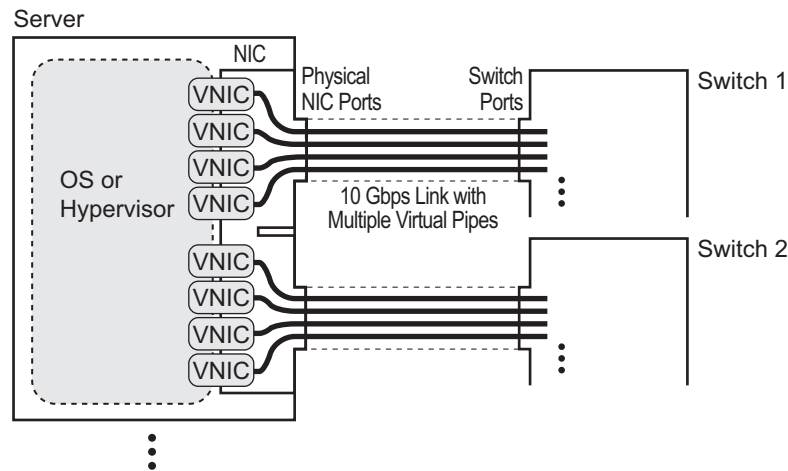 Server
NIC
Physical
NIC Ports
Switch
Ports
Switch 1
VNIC
VNIC
VNIC
VNIC
OS or
Hypervisor
10 Gbps Link with
Multiple Virtual Pipes
Switch 2
VNIC
VNIC
VNIC
VNIC